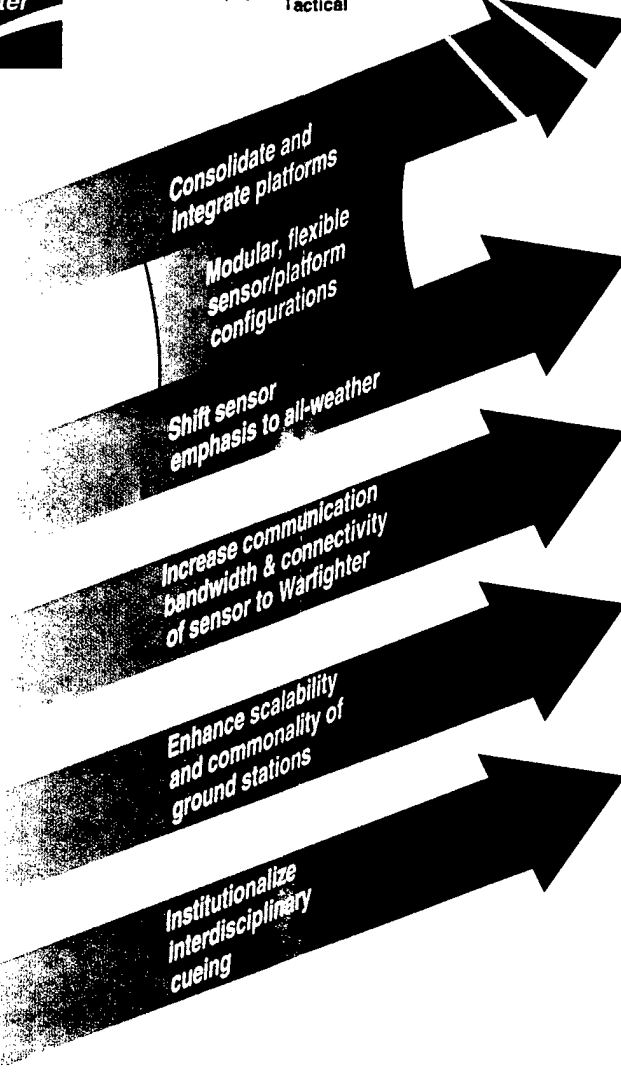 Tactical
Consolidate and
Integrate platforms
Modular, flexible
sensor/platform
configurations
Shift sensor
emphasis to all-weather
Increase communication
bandwidth & connectivity
of sensor to Warfighter
Enhance scalability
and commonality of
ground stations
Institutionalize
interdisciplinary
cueing